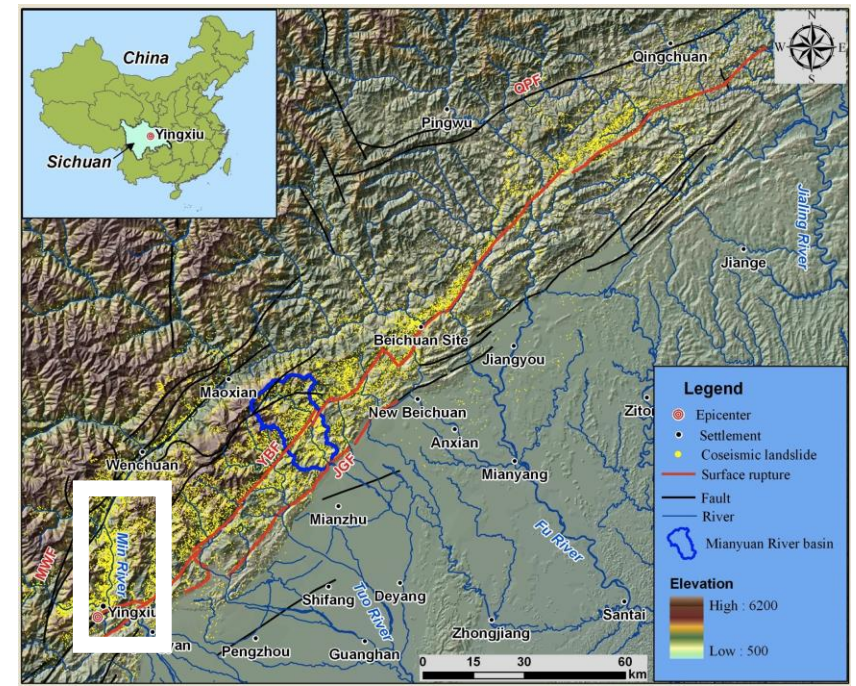 China
Yingxiu
Sichuan
N
W
E
S
Qingchuan
QPF
Pingwu
Jialing River
Jiange
Beichuan Site
Jiangyou
Maoxian
New Beichuan
Anxian
YBF
Wenchuan
JGF
Mianyang
Mianzhu
Fu River
MWF
Min River
Yingxiu
Shifang
Deyang
Tuo River
Santai
Zhongjiang
Pengzhou
Guanghan
0 15 30 60
km
Legend
Epicenter
Settlement
Coseismic landslide
Surface rupture
Fault
River
Mianyuan River basin
Elevation
High : 6200
Low : 500